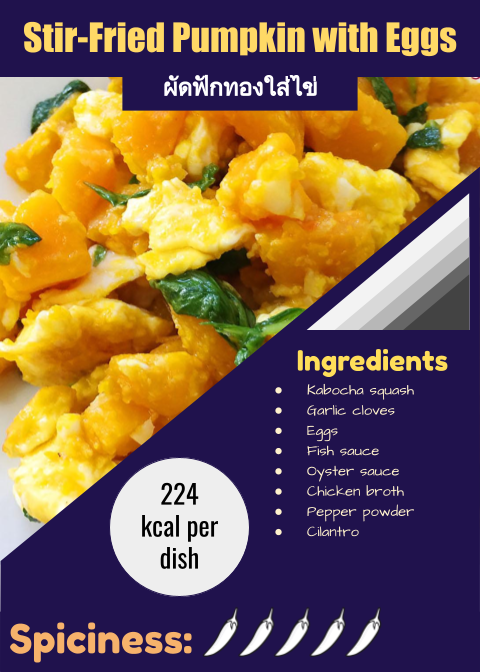 Stir-Fried Pumpkin with Eggs
ผัดฟักทองใส่ไข่
Ingredients
• Kabocha squash
• Garlic cloves
• Eggs
• Fish sauce
• Oyster sauce
• Chicken broth
• Pepper powder
• Cilantro
224
kcal per
dish
Spiciness: